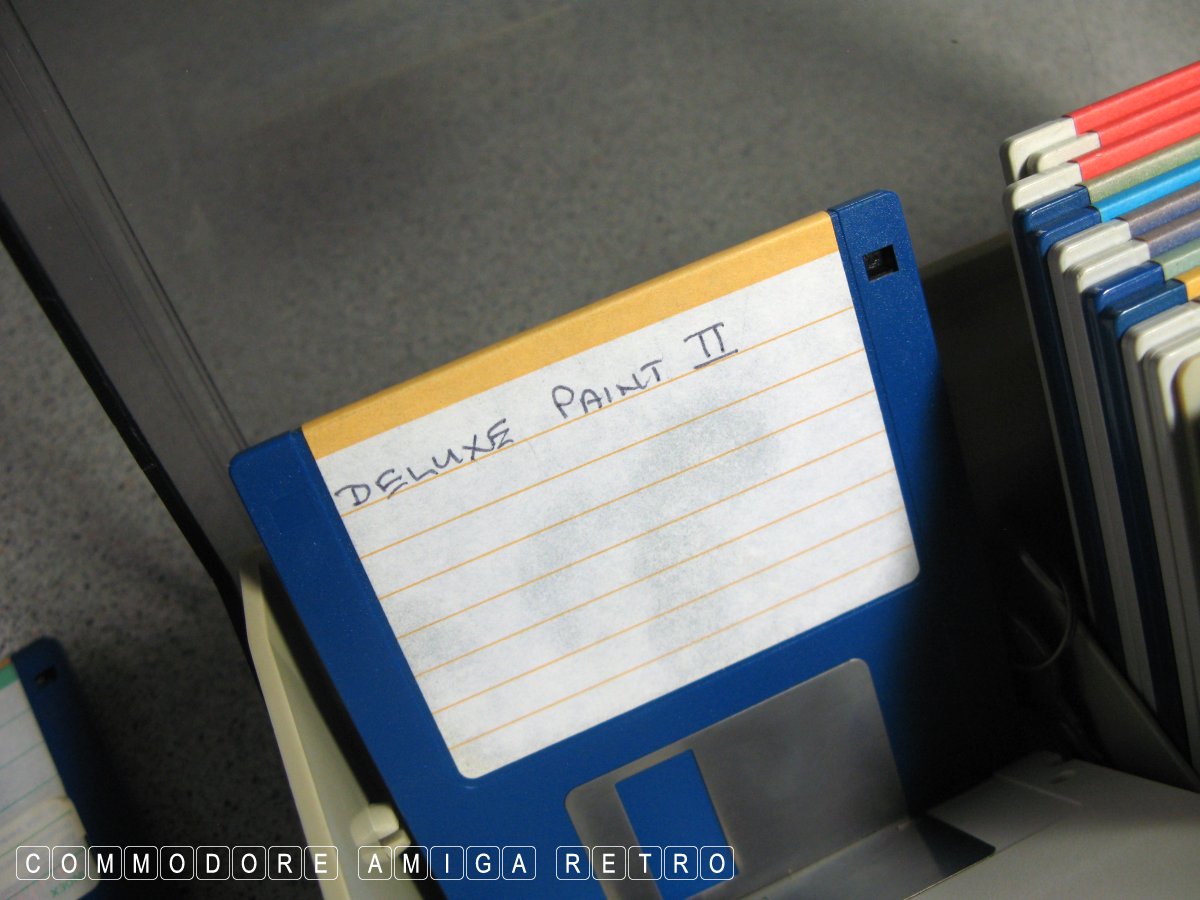 DELUXE PAINT II
COMMODORE AMIGA RETRO